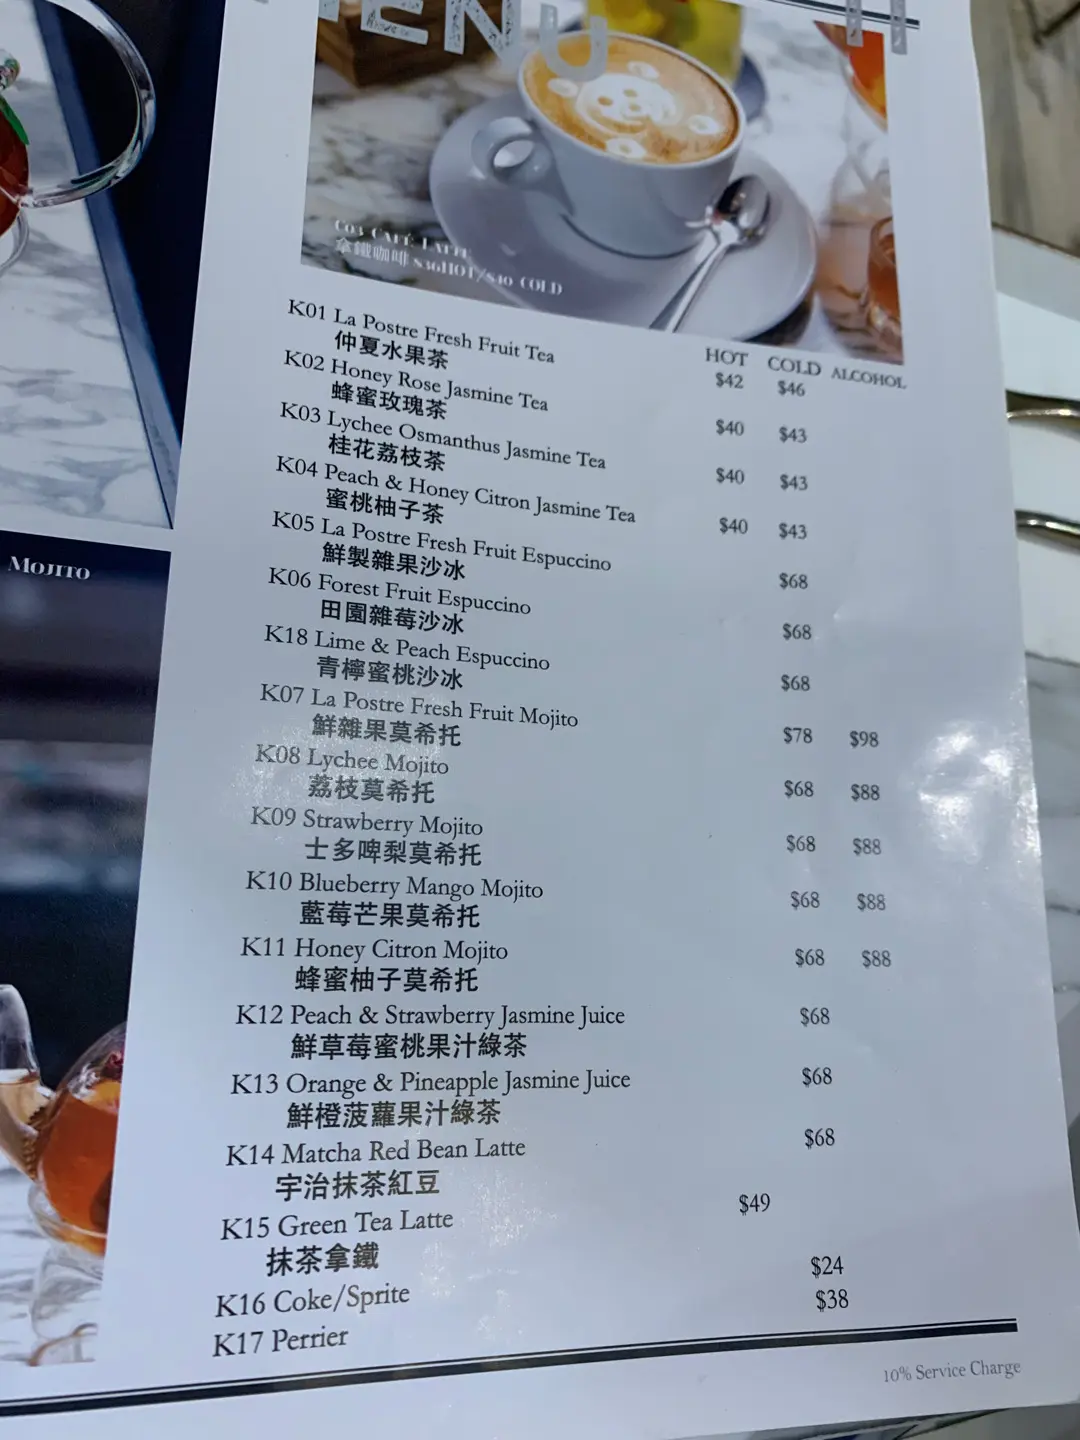 MENU
C03 CAFÉ LATTE
拿鐵咖啡 $36HOT/$40 COLD
HOT COLD ALCOHOL
K01 La Postre Fresh Fruit Tea $42 $46
仲夏水果茶
K02 Honey Rose Jasmine Tea $40 $43
蜂蜜玫瑰茶
K03 Lychee Osmanthus Jasmine Tea $40 $43
桂花荔枝茶
K04 Peach & Honey Citron Jasmine Tea $40 $43
蜜桃柚子茶
K05 La Postre Fresh Fruit Espuccino $68
鮮製雜果沙冰
K06 Forest Fruit Espuccino $68
田園雜莓沙冰
K18 Lime & Peach Espuccino $68
青檸蜜桃沙冰
K07 La Postre Fresh Fruit Mojito $78 $98
鮮雜果莫希托
K08 Lychee Mojito $68 $88
荔枝莫希托
K09 Strawberry Mojito $68 $88
士多啤梨莫希托
K10 Blueberry Mango Mojito $68 $88
藍莓芒果莫希托
K11 Honey Citron Mojito $68 $88
蜂蜜柚子莫希托
K12 Peach & Strawberry Jasmine Juice $68
鮮草莓蜜桃果汁綠茶
K13 Orange & Pineapple Jasmine Juice $68
鮮橙菠蘿果汁綠茶
K14 Matcha Red Bean Latte $68
宇治抹茶紅豆
K15 Green Tea Latte $49
抹茶拿鐵
K16 Coke/Sprite $24
K17 Perrier $38
10% Service Charge
MOJITO